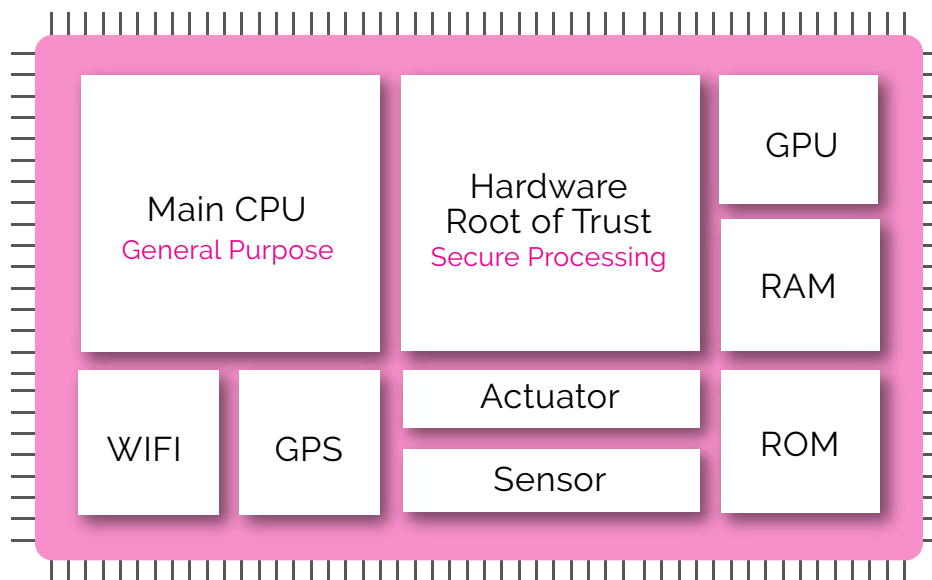 Main CPU
General Purpose
Hardware
Root of Trust
Secure Processing
GPU
RAM
WIFI
GPS
Actuator
Sensor
ROM